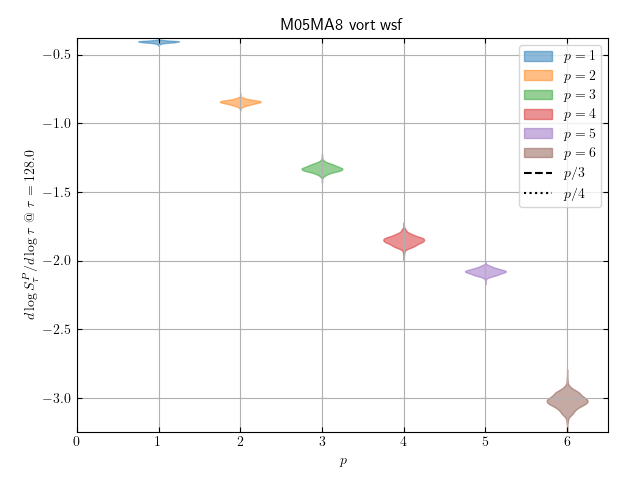 M05MA8 vort wsf
d log S_τ^P / d log τ @ τ = 128.0
−0.5
−1.0
−1.5
−2.0
−2.5
−3.0
p = 1
p = 2
p = 3
p = 4
p = 5
p = 6
p/3
p/4
0 1 2 3 4 5 6
p